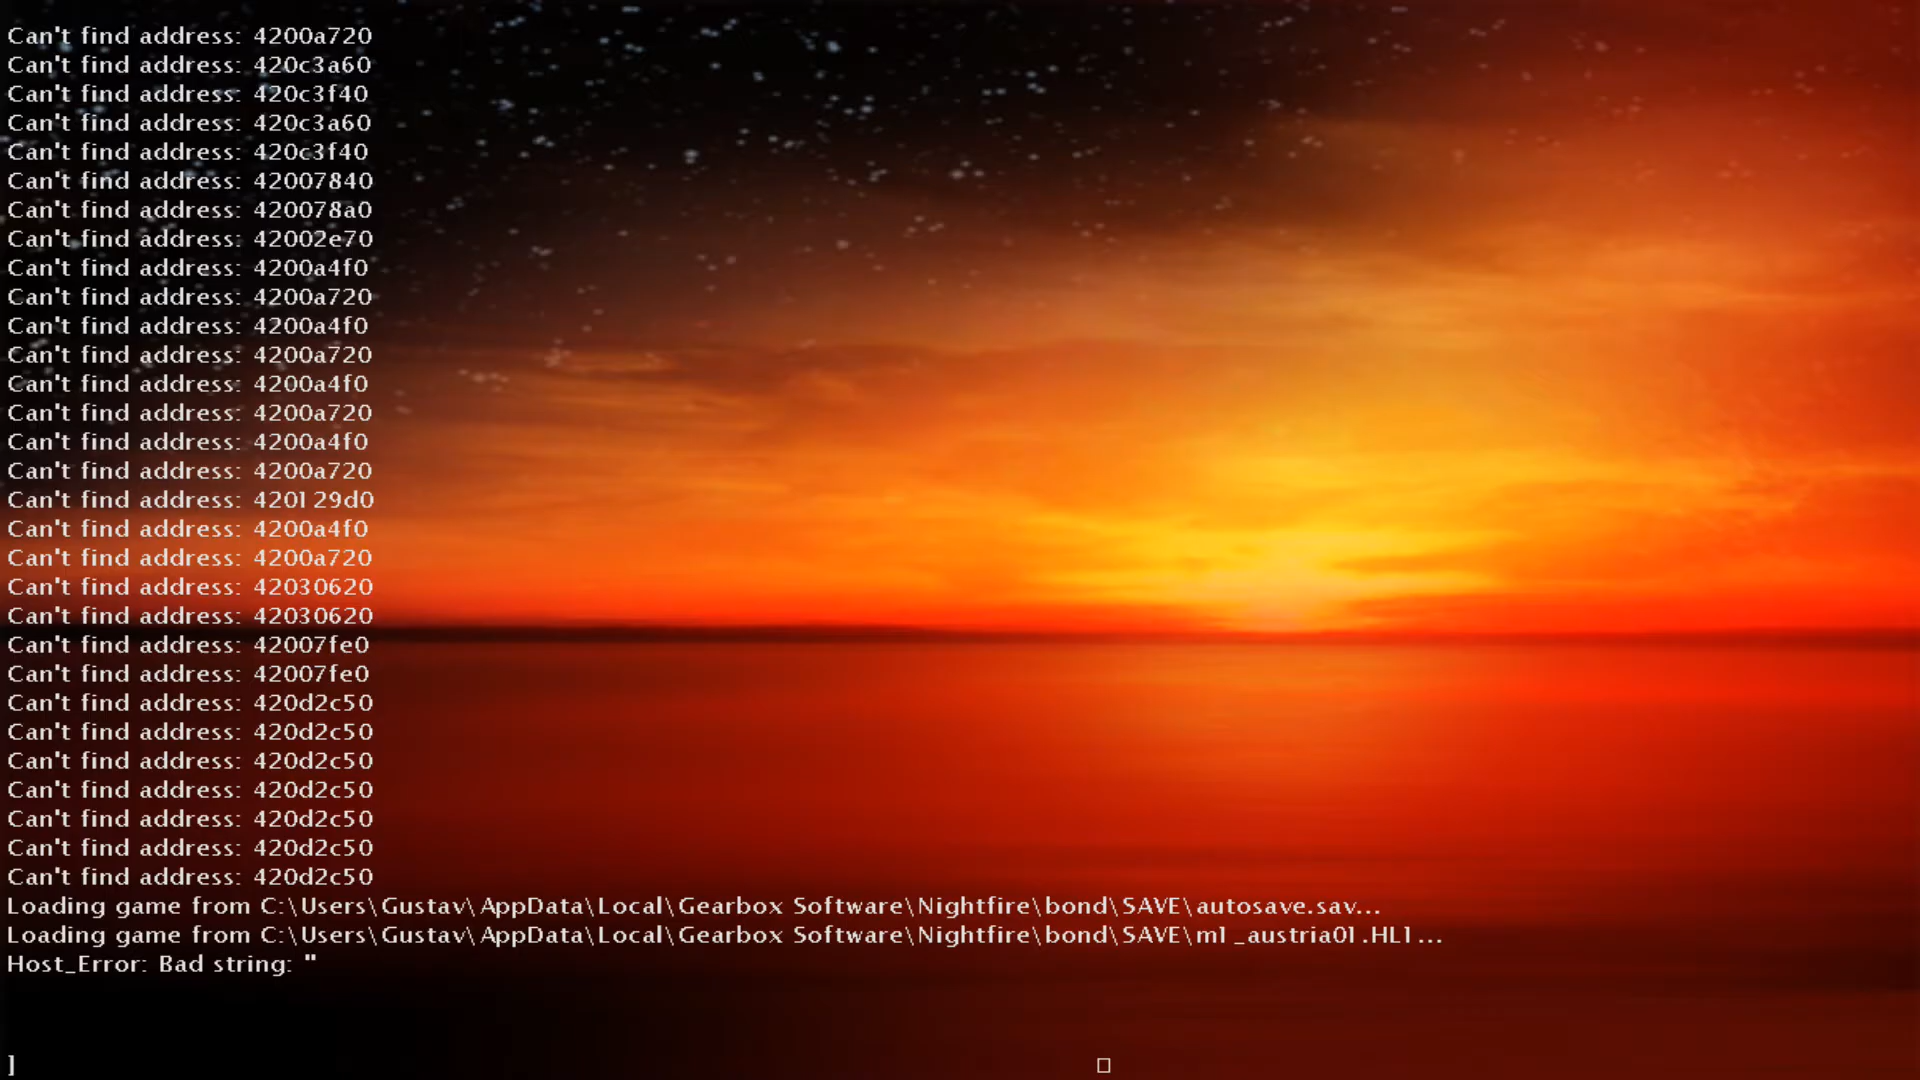 Can't find address: 4200a720
Can't find address: 420c3a60
Can't find address: 420c3f40
Can't find address: 420c3a60
Can't find address: 420c3f40
Can't find address: 42007840
Can't find address: 420078a0
Can't find address: 42002e70
Can't find address: 4200a4f0
Can't find address: 4200a720
Can't find address: 4200a4f0
Can't find address: 4200a720
Can't find address: 4200a4f0
Can't find address: 4200a720
Can't find address: 4200a4f0
Can't find address: 4200a720
Can't find address: 420129d0
Can't find address: 4200a4f0
Can't find address: 4200a720
Can't find address: 42030620
Can't find address: 42030620
Can't find address: 42007fe0
Can't find address: 42007fe0
Can't find address: 420d2c50
Can't find address: 420d2c50
Can't find address: 420d2c50
Can't find address: 420d2c50
Can't find address: 420d2c50
Can't find address: 420d2c50
Can't find address: 420d2c50
Loading game from C:\Users\Gustav\AppData\Local\Gearbox Software\Nightfire\bond\SAVE\autosave.sav...
Loading game from C:\Users\Gustav\AppData\Local\Gearbox Software\Nightfire\bond\SAVE\m1_austria01.HL1...
Host_Error: Bad string: "
]